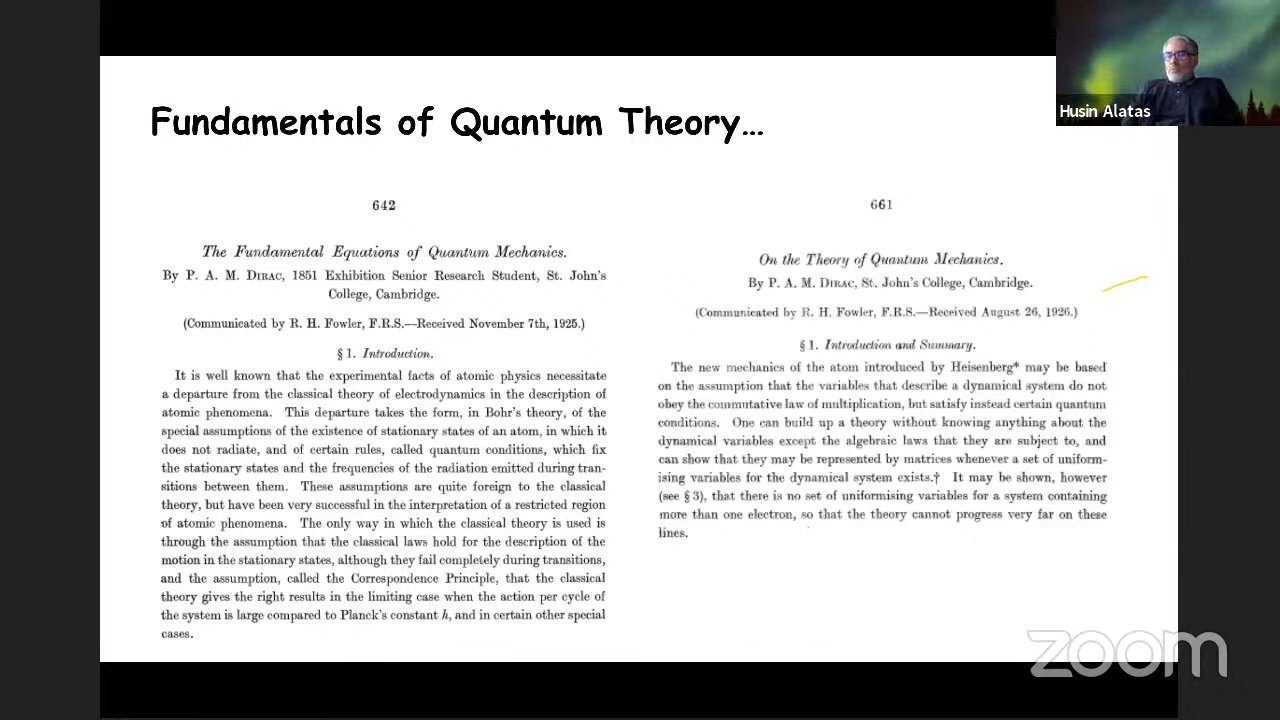 Fundamentals of Quantum Theory...
Husin Alatas
642
The Fundamental Equations of Quantum Mechanics.
By P. A. M. DIRAC, 1851 Exhibition Senior Research Student, St. John's
College, Cambridge.
(Communicated by R. H. Fowler, F.R.S.—Received November 7th, 1925.)
§ 1. Introduction.
It is well known that the experimental facts of atomic physics necessitate
a departure from the classical theory of electrodynamics in the description of
atomic phenomena. This departure takes the form, in Bohr's theory, of the
special assumptions of the existence of stationary states of an atom, in which it
does not radiate, and of certain rules, called quantum conditions, which fix
the stationary states and the frequencies of the radiation emitted during tran-
sitions between them. These assumptions are quite foreign to the classical
theory, but have been very successful in the interpretation of a restricted region
of atomic phenomena. The only way in which the classical theory is used is
through the assumption that the classical laws hold for the description of the
motion in the stationary states, although they fail completely during transitions,
and the assumption, called the Correspondence Principle, that the classical
theory gives the right results in the limiting case when the action per cycle of
the system is large compared to Planck's constant h, and in certain other special
cases.
661
On the Theory of Quantum Mechanics.
By P. A. M. DIRAC, St. John's College, Cambridge.
(Communicated by R. H. Fowler, F.R.S.—Received August 26, 1926.)
§ 1. Introduction and Summary.
The new mechanics of the atom introduced by Heisenberg* may be based
on the assumption that the variables that describe a dynamical system do not
obey the commutative law of multiplication, but satisfy instead certain quantum
conditions. One can build up a theory without knowing anything about the
dynamical variables except the algebraic laws that they are subject to, and
can show that they may be represented by matrices whenever a set of uniform-
ising variables for the dynamical system exists.† It may be shown, however
(see § 3), that there is no set of uniformising variables for a system containing
more than one electron, so that the theory cannot progress very far on these
lines.
zoom